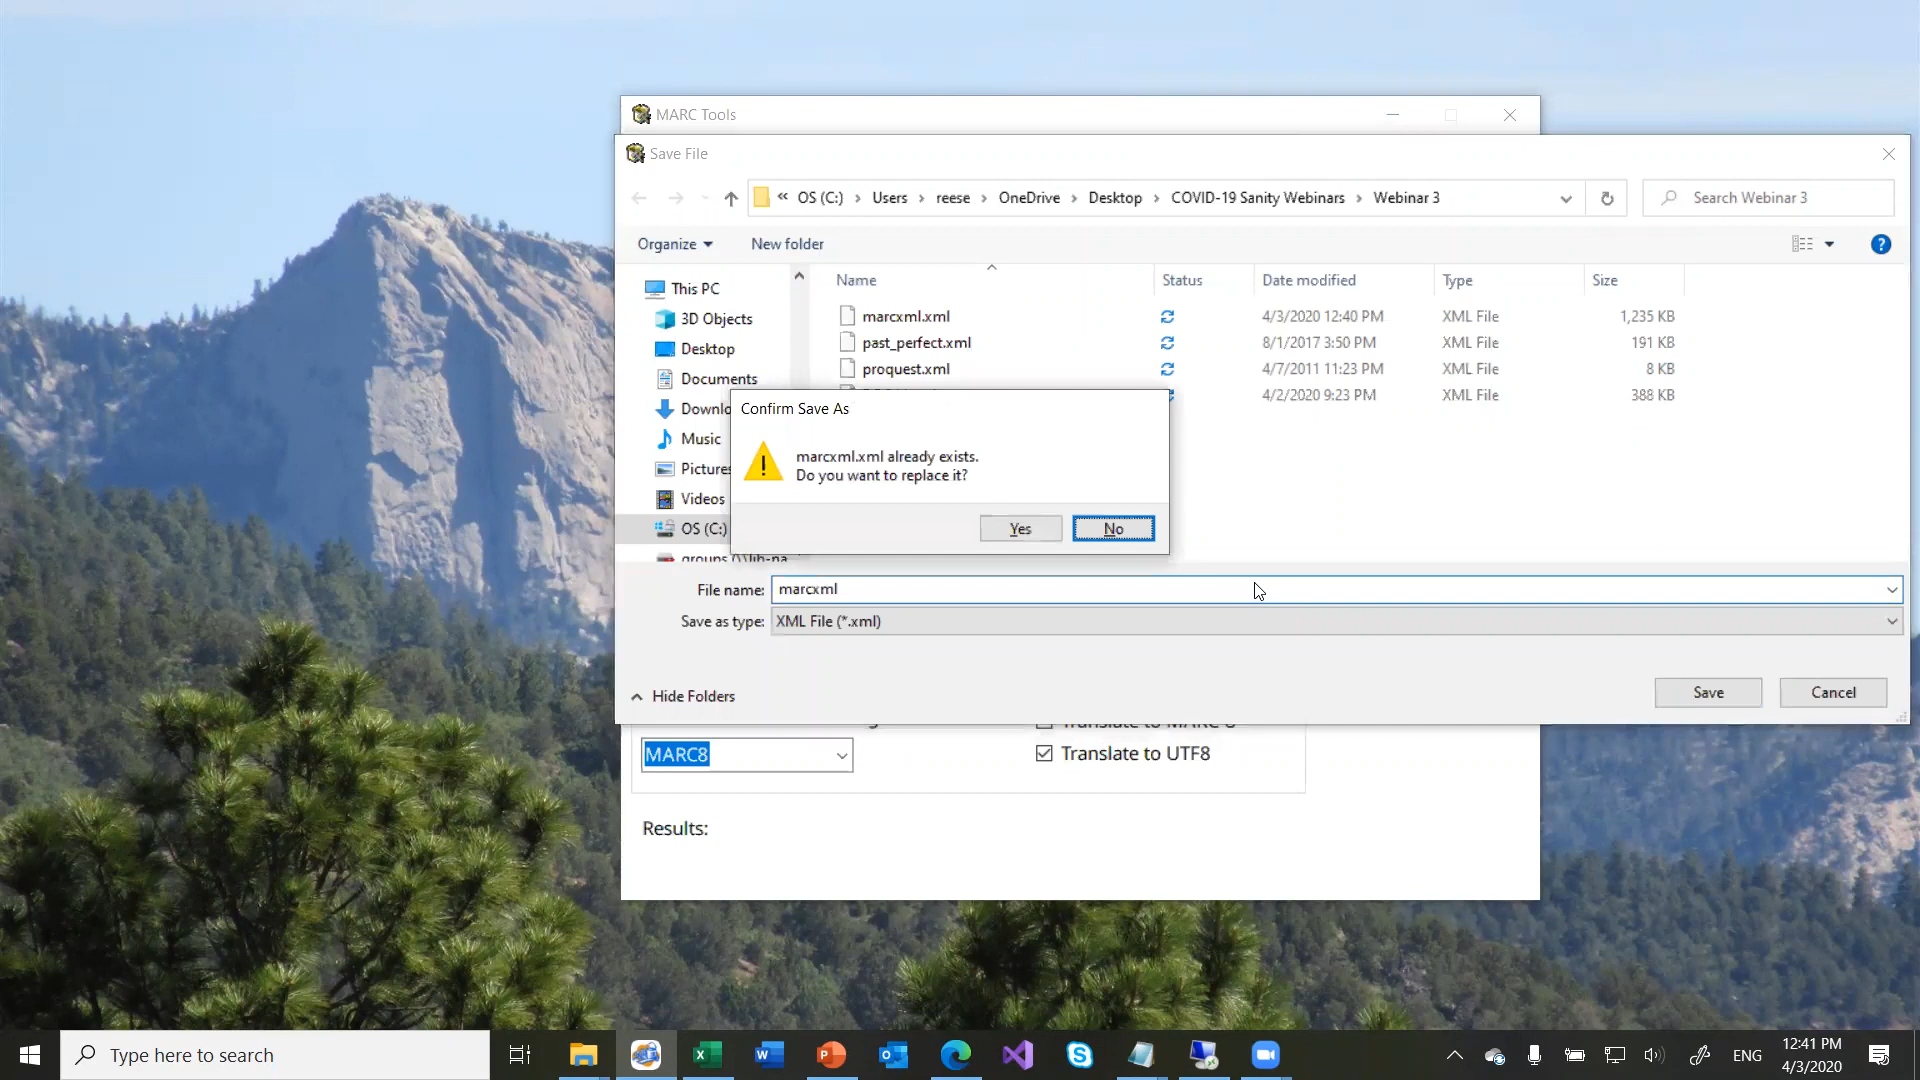 MARC Tools
Save File
« OS (C:) › Users › reese › OneDrive › Desktop › COVID-19 Sanity Webinars › Webinar 3
Search Webinar 3
Organize
New folder
?
Name Status Date modified Type Size
This PC
3D Objects
Desktop
Documents
Downlo
Music
Pictures
Videos
OS (C:)
marcxml.xml 4/3/2020 12:40 PM XML File 1,235 KB
past_perfect.xml 8/1/2017 3:50 PM XML File 191 KB
proquest.xml 4/7/2011 11:23 PM XML File 8 KB
4/2/2020 9:23 PM XML File 388 KB
Confirm Save As
marcxml.xml already exists.
Do you want to replace it?
Yes
No
File name: marcxml
Save as type: XML File (*.xml)
Hide Folders
Save
Cancel
MARC8
Translate to UTF8
Results:
Type here to search
ENG
12:41 PM
4/3/2020